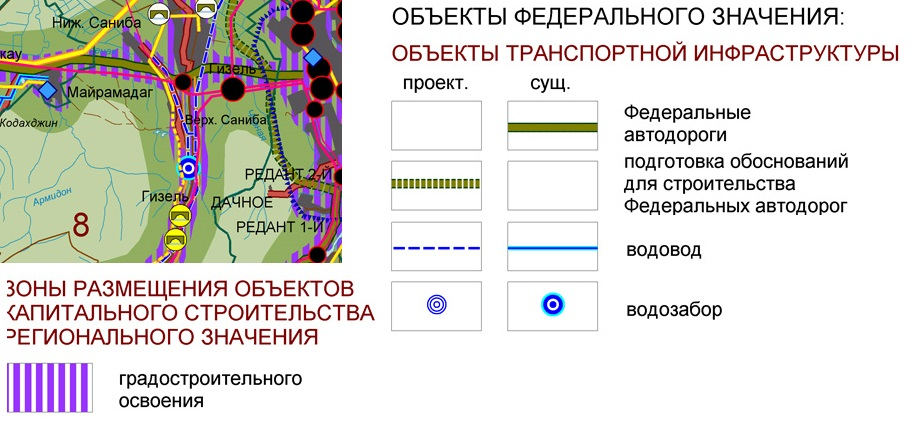 Ниж. Саниба
кау
Гизель
Майрамадаг
Кодахджин
Верх. Саниба
РЕДАНТ 2-Й
Армидон
Гизель
ДАЧНОЕ
8
РЕДАНТ 1-Й
ЗОНЫ РАЗМЕЩЕНИЯ ОБЪЕКТОВ
КАПИТАЛЬНОГО СТРОИТЕЛЬСТВА
РЕГИОНАЛЬНОГО ЗНАЧЕНИЯ
градостроительного
освоения
ОБЪЕКТЫ ФЕДЕРАЛЬНОГО ЗНАЧЕНИЯ:
ОБЪЕКТЫ ТРАНСПОРТНОЙ ИНФРАСТРУКТУРЫ
проект. сущ.
Федеральные
автодороги
подготовка обоснований
для строительства
Федеральных автодорог
водовод
водозабор